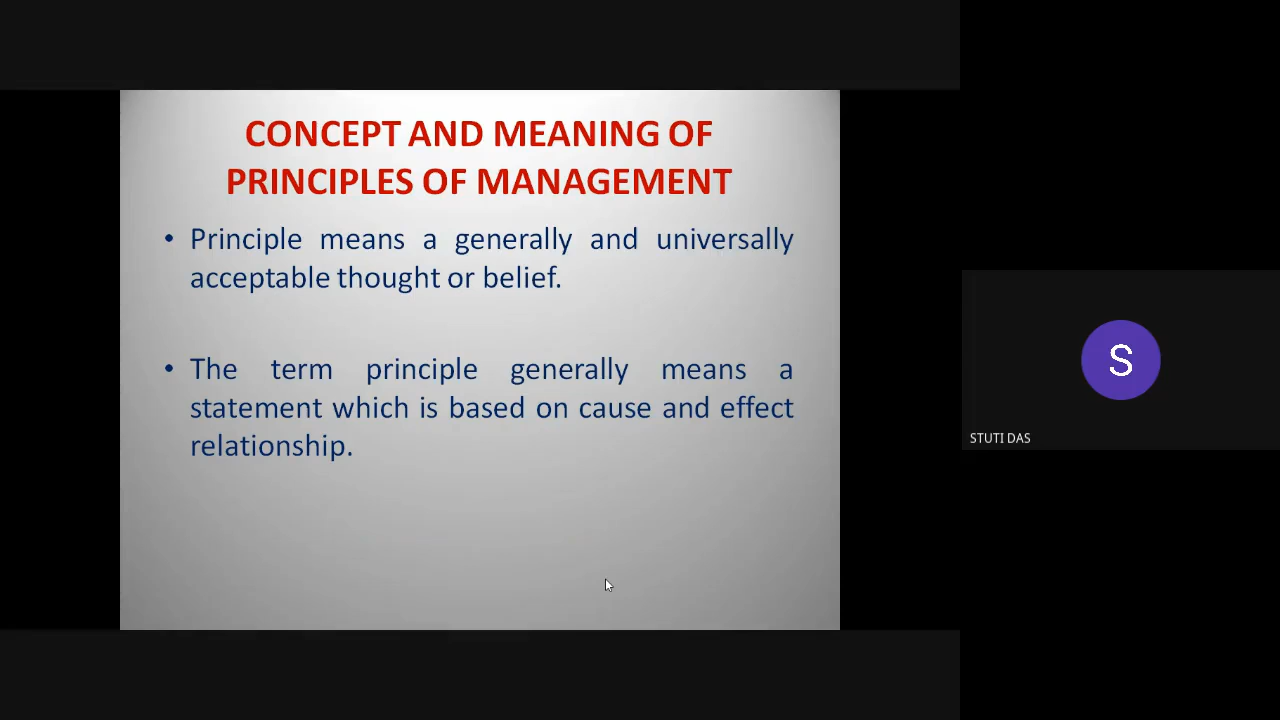 CONCEPT AND MEANING OF
PRINCIPLES OF MANAGEMENT
• Principle means a generally and universally
acceptable thought or belief.
• The term principle generally means a
statement which is based on cause and effect
relationship.
S
STUTI DAS